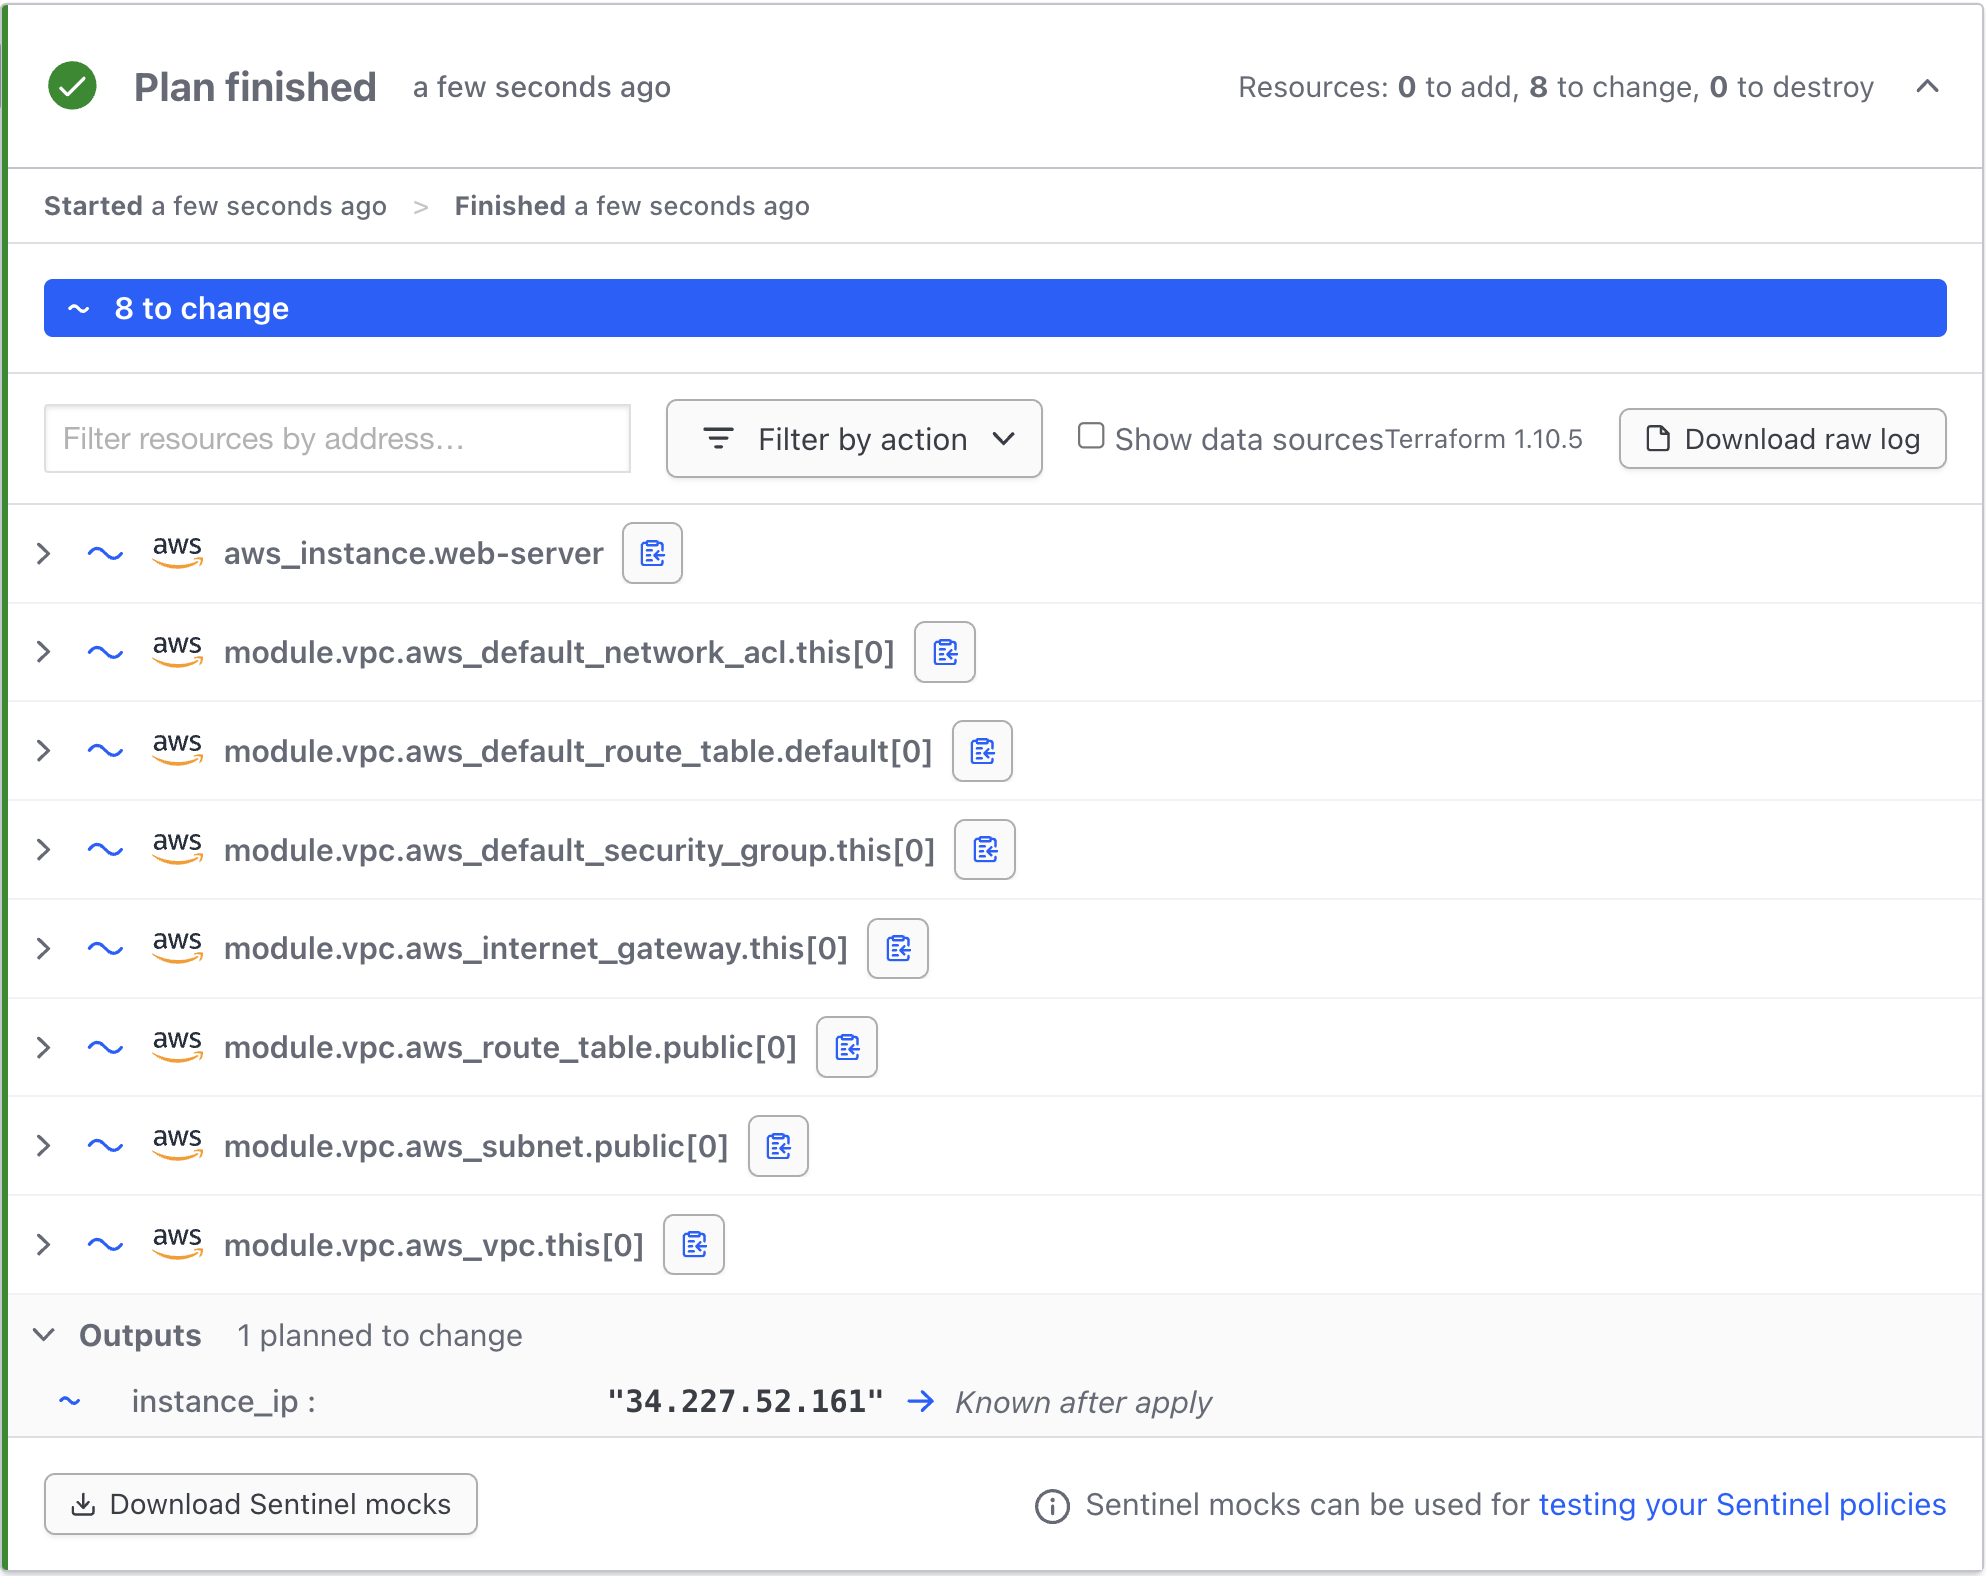 Plan finished a few seconds ago Resources: 0 to add, 8 to change, 0 to destroy
Started a few seconds ago > Finished a few seconds ago
~ 8 to change
Filter resources by address… Filter by action Show data sources Terraform 1.10.5 Download raw log
aws aws_instance.web-server
aws module.vpc.aws_default_network_acl.this[0]
aws module.vpc.aws_default_route_table.default[0]
aws module.vpc.aws_default_security_group.this[0]
aws module.vpc.aws_internet_gateway.this[0]
aws module.vpc.aws_route_table.public[0]
aws module.vpc.aws_subnet.public[0]
aws module.vpc.aws_vpc.this[0]
Outputs 1 planned to change
~ instance_ip : "34.227.52.161" → Known after apply
Download Sentinel mocks Sentinel mocks can be used for testing your Sentinel policies